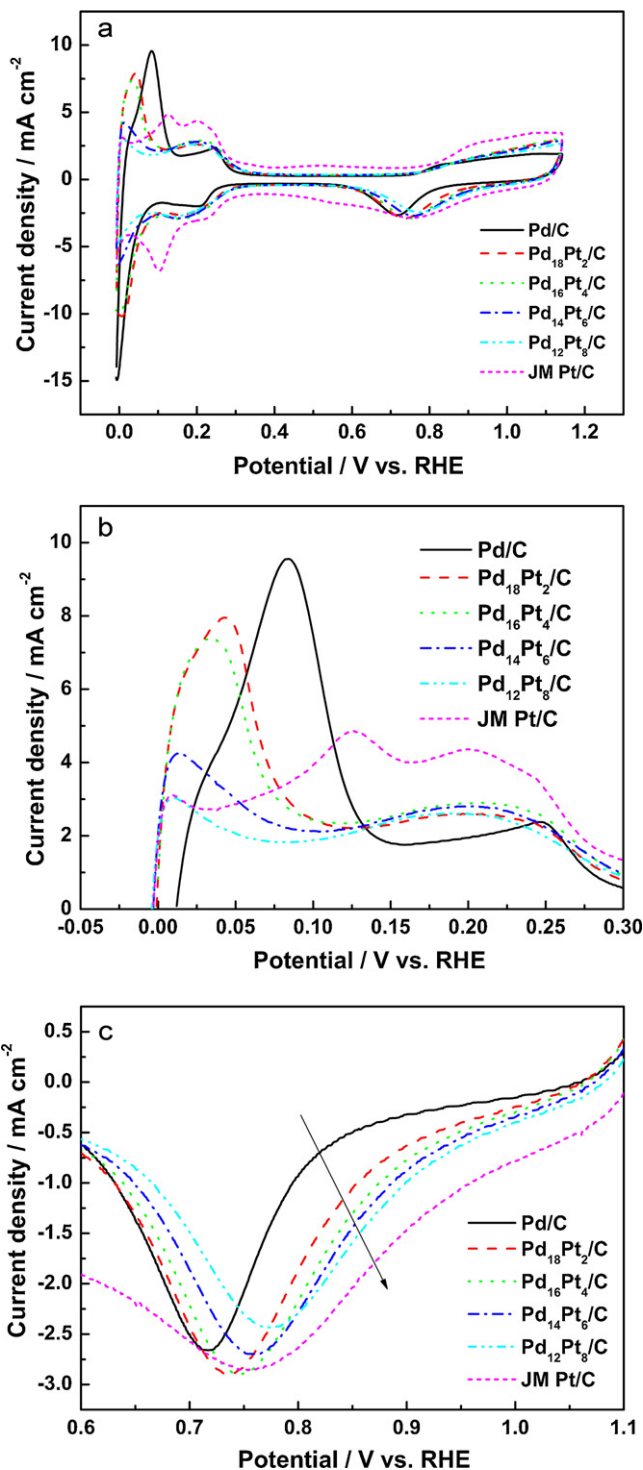 a
10
5
0
-5
-10
-15
Current density / mA cm⁻²
Pd/C
Pd₁₈Pt₂/C
Pd₁₆Pt₄/C
Pd₁₄Pt₆/C
Pd₁₂Pt₈/C
JM Pt/C
0.0 0.2 0.4 0.6 0.8 1.0 1.2
Potential / V vs. RHE
b
10
8
6
4
2
0
Current density / mA cm⁻²
Pd/C
Pd₁₈Pt₂/C
Pd₁₆Pt₄/C
Pd₁₄Pt₆/C
Pd₁₂Pt₈/C
JM Pt/C
-0.05 0.00 0.05 0.10 0.15 0.20 0.25 0.30
Potential / V vs. RHE
c
0.5
0.0
-0.5
-1.0
-1.5
-2.0
-2.5
-3.0
Current density / mA cm⁻²
Pd/C
Pd₁₈Pt₂/C
Pd₁₆Pt₄/C
Pd₁₄Pt₆/C
Pd₁₂Pt₈/C
JM Pt/C
0.6 0.7 0.8 0.9 1.0 1.1
Potential / V vs. RHE